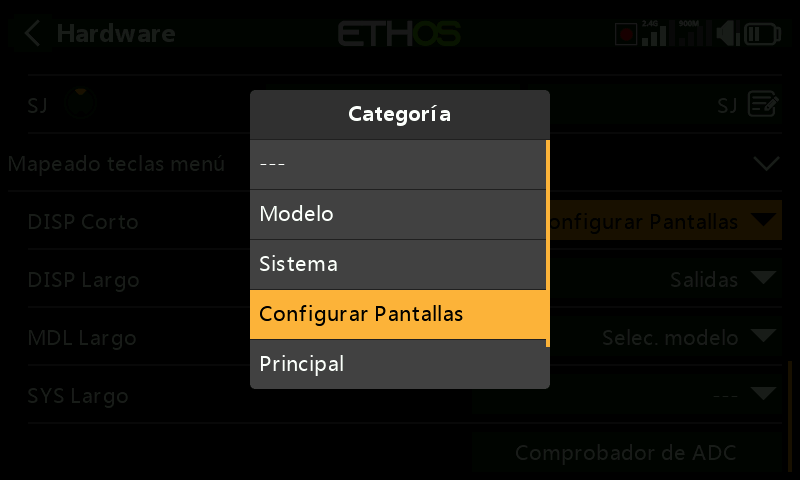 Hardware
ETHOS
2.4G
900M
SJ
SJ
Categoría
---
Modelo
Sistema
Configurar Pantallas
Principal
Mapeado teclas menú
DISP Corto
onfigurar Pantallas
DISP Largo
Salidas
MDL Largo
Selec. modelo
SYS Largo
---
Comprobador de ADC